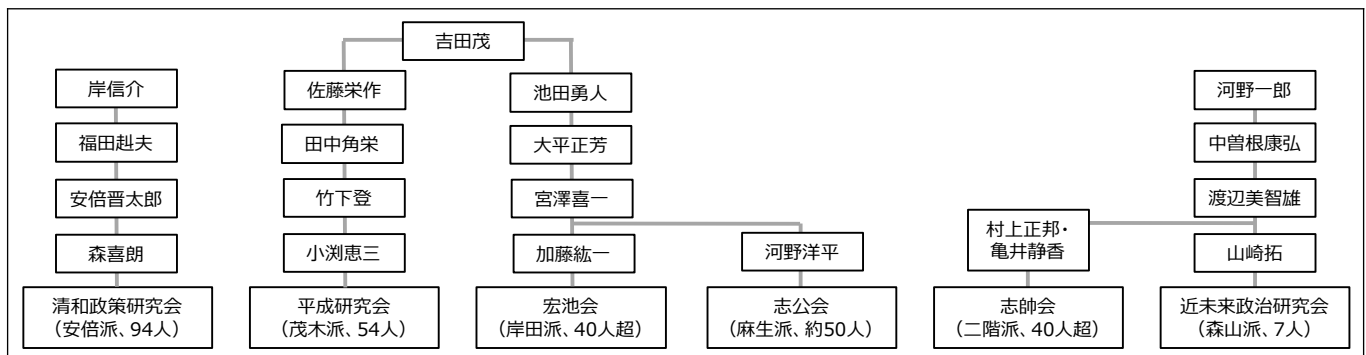 吉田茂
岸信介
佐藤栄作
池田勇人
河野一郎
福田赳夫
田中角栄
大平正芳
中曽根康弘
安倍晋太郎
竹下登
宮澤喜一
渡辺美智雄
森喜朗
小渕恵三
加藤紘一
河野洋平
村上正邦・
亀井静香
山崎拓
清和政策研究会
（安倍派、94人）
平成研究会
（茂木派、54人）
宏池会
（岸田派、40人超）
志公会
（麻生派、約50人）
志帥会
（二階派、40人超）
近未来政治研究会
（森山派、7人）